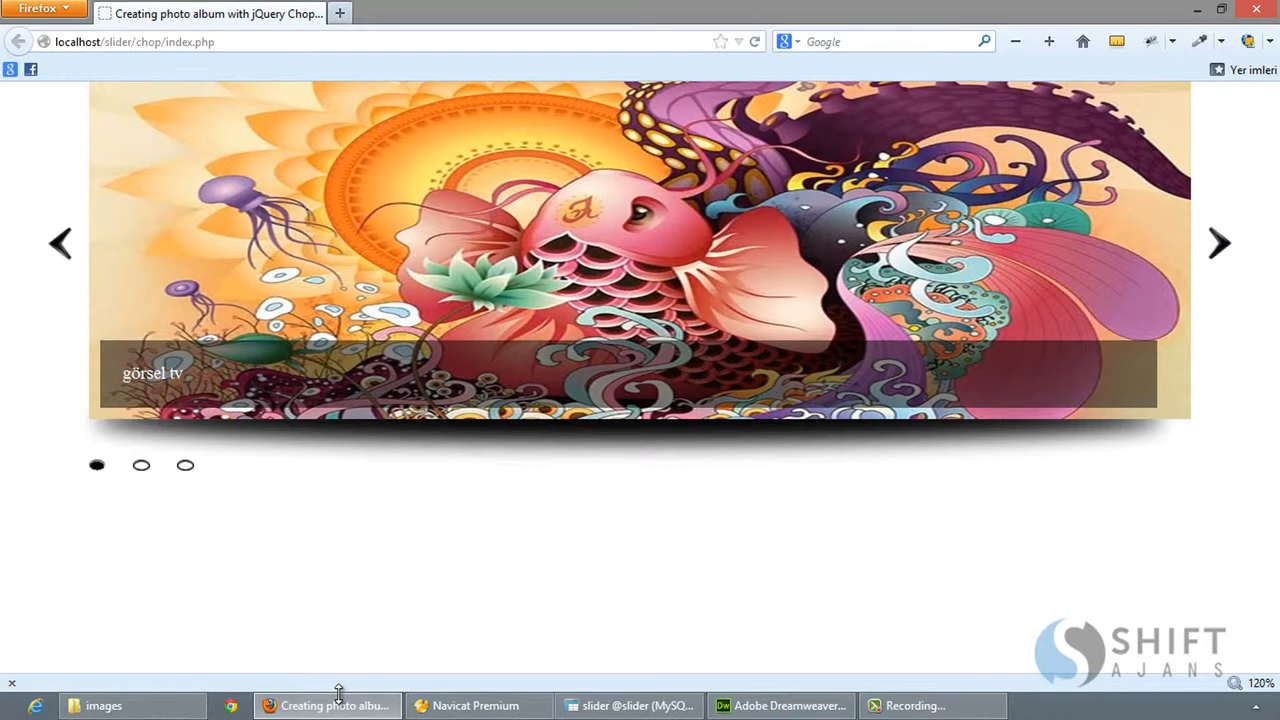 Firefox
Creating photo album with jQuery Chop...
localhost/slider/chop/index.php
Google
Yer imleri
görsel tv
SHIFT
AJANS
120%
images
Creating photo albu...
Navicat Premium
slider @slider (MySQ...
Adobe Dreamweaver...
Recording...